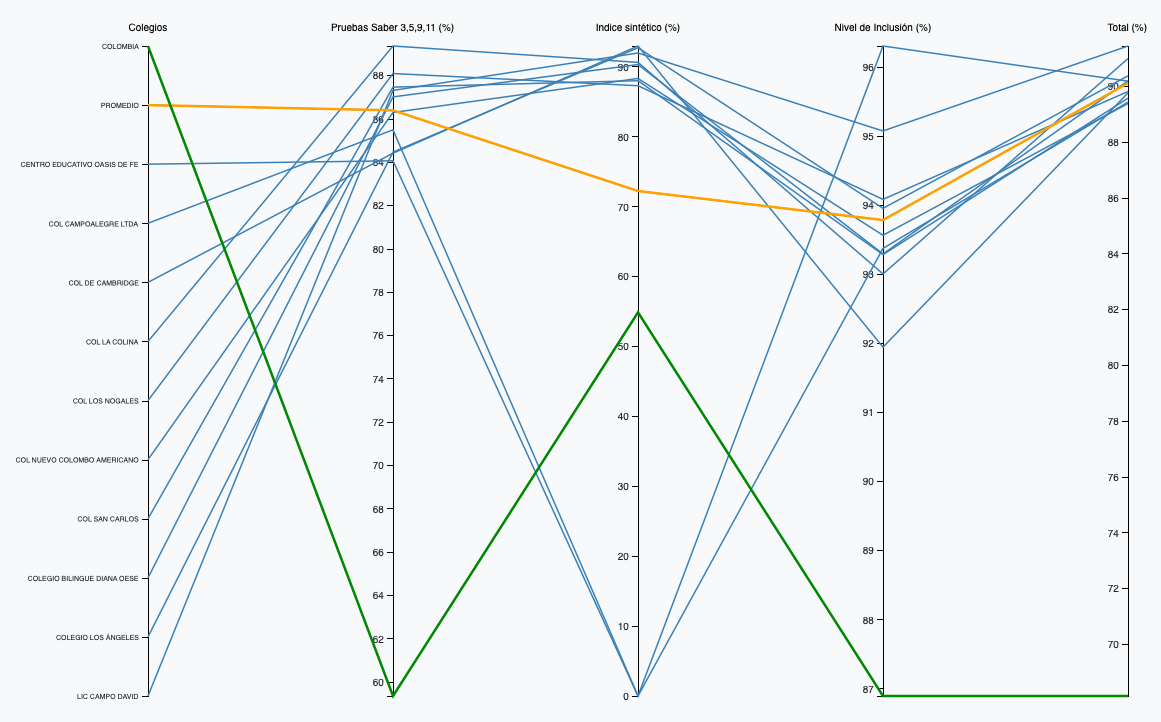 Colegios
Pruebas Saber 3,5,9,11 (%)
Indice sintético (%)
Nivel de Inclusión (%)
Total (%)
COLOMBIA
PROMEDIO
CENTRO EDUCATIVO OASIS DE FE
COL CAMPOALEGRE LTDA
COL DE CAMBRIDGE
COL LA COLINA
COL LOS NOGALES
COL NUEVO COLOMBO AMERICANO
COL SAN CARLOS
COLEGIO BILINGUE DIANA OESE
COLEGIO LOS ÁNGELES
LIC CAMPO DAVID
88
86
84
82
80
78
76
74
72
70
68
66
64
62
60
90
80
70
60
50
40
30
20
10
0
96
95
94
93
92
91
90
89
88
87
90
88
86
84
82
80
78
76
74
72
70